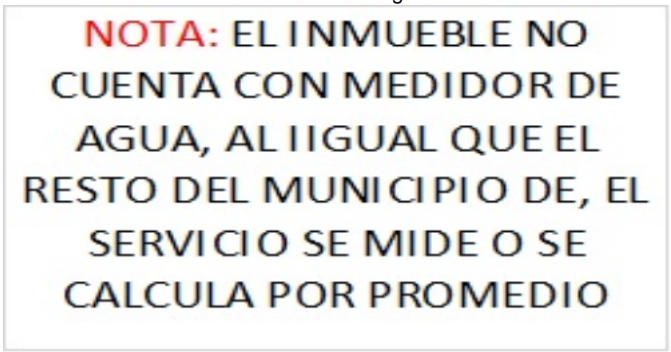 NOTA: EL INMUEBLE NO
CUENTA CON MEDIDOR DE
AGUA, AL IIGUAL QUE EL
RESTO DEL MUNICIPIO DE, EL
SERVICIO SE MIDE O SE
CALCULA POR PROMEDIO